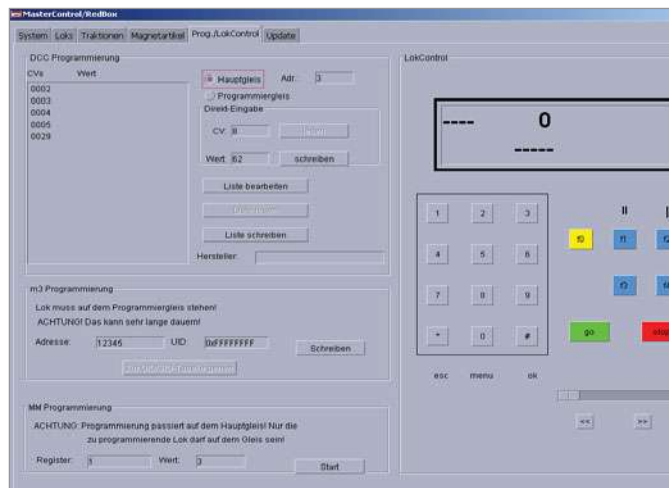 MasterControl/RedBox
System Loks Traktionen Magnetartikel Prog./LokControl Update
DCC Programmierung
CVs Wert
0002
0003
0004
0005
0029
Hauptgleis Adr.: 3
Programmiergleis
Direkt-Eingabe
CV: 8
Wert: 62 schreiben
Liste bearbeiten
Liste schreiben
Hersteller:
m3 Programmierung
Lok muss auf dem Programmiergleis stehen!
ACHTUNG! Das kann sehr lange dauern!
Adresse: 12345 UID: 0xFFFFFFFF Schreiben
MM Programmierung
ACHTUNG: Programmierung passiert auf dem Hauptgleis! Nur die
zu programmierende Lok darf auf dem Gleis sein!
Register: 1 Wert: 3 Start
LokControl
---- 0
-----
1 2 3
4 5 6
7 8 9
* 0 #
esc menu ok
II
f0 f1 f2
f3
go stop
<< >>